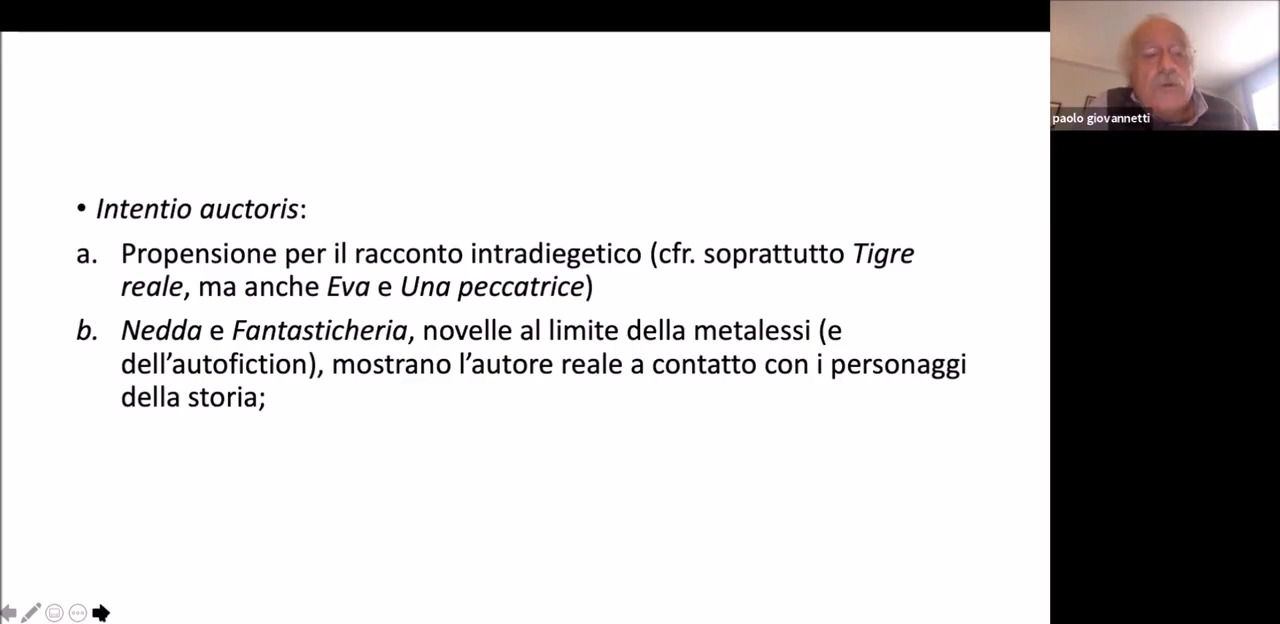 • Intentio auctoris:
a. Propensione per il racconto intradiegetico (cfr. soprattutto Tigre
reale, ma anche Eva e Una peccatrice)
b. Nedda e Fantasticheria, novelle al limite della metalessi (e
dell'autofiction), mostrano l'autore reale a contatto con i personaggi
della storia;
paolo giovannetti